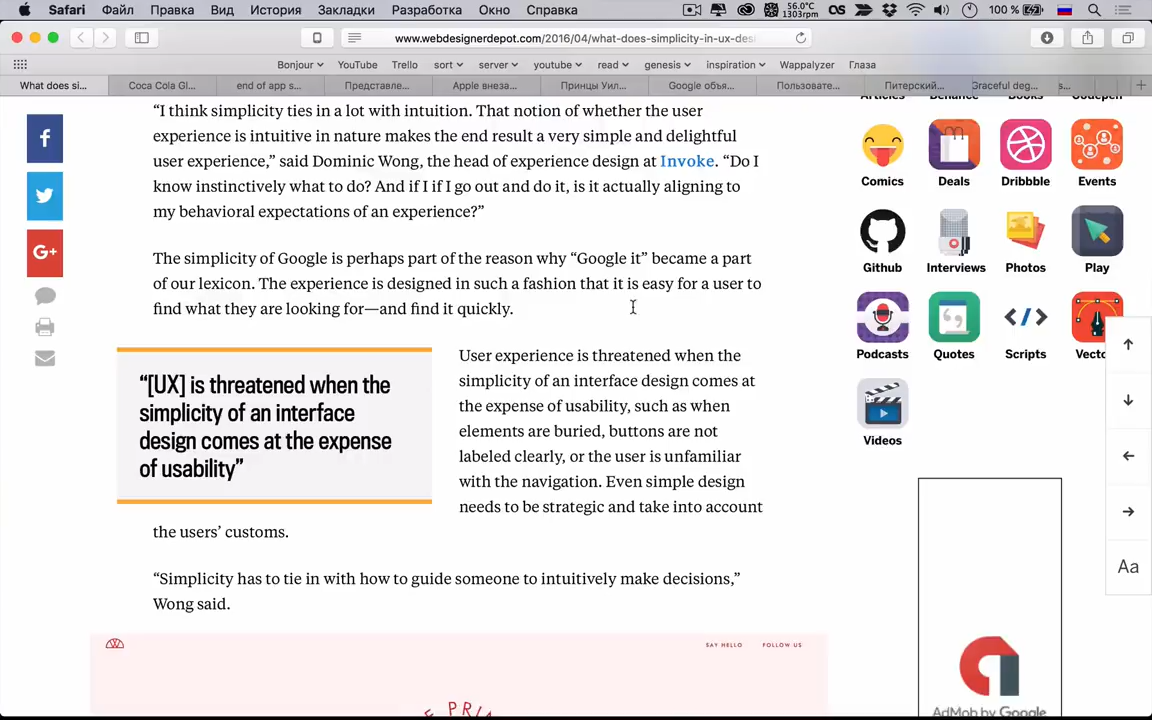 Safari Файл Правка Вид История Закладки Разработка Окно Справка 56.0°C 1303rpm 100 %
www.webdesignerdepot.com/2016/04/what-does-simplicity-in-ux-des
Bonjour YouTube Trello sort server youtube read genesis inspiration Wappalyzer Глаза
What does si... Coca Cola Gl... end of app s... Представле... Apple внеза... Принцы Уил... Google объя... Пользовате... Питерский... Graceful deg... s...
“I think simplicity ties in a lot with intuition. That notion of whether the user
experience is intuitive in nature makes the end result a very simple and delightful
user experience,” said Dominic Wong, the head of experience design at Invoke. “Do I
know instinctively what to do? And if I if I go out and do it, is it actually aligning to
my behavioral expectations of an experience?”
The simplicity of Google is perhaps part of the reason why “Google it” became a part
of our lexicon. The experience is designed in such a fashion that it is easy for a user to
find what they are looking for—and find it quickly.
“[UX] is threatened when the
simplicity of an interface
design comes at the expense
of usability”
User experience is threatened when the
simplicity of an interface design comes at
the expense of usability, such as when
elements are buried, buttons are not
labeled clearly, or the user is unfamiliar
with the navigation. Even simple design
needs to be strategic and take into account
the users’ customs.
“Simplicity has to tie in with how to guide someone to intuitively make decisions,”
Wong said.
SAY HELLO FOLLOW US
E PRI
Articles Behance Books Codepen
Comics Deals Dribbble Events
Github Interviews Photos Play
Podcasts Quotes Scripts Vecto
Videos
Aa
AdMob by Google